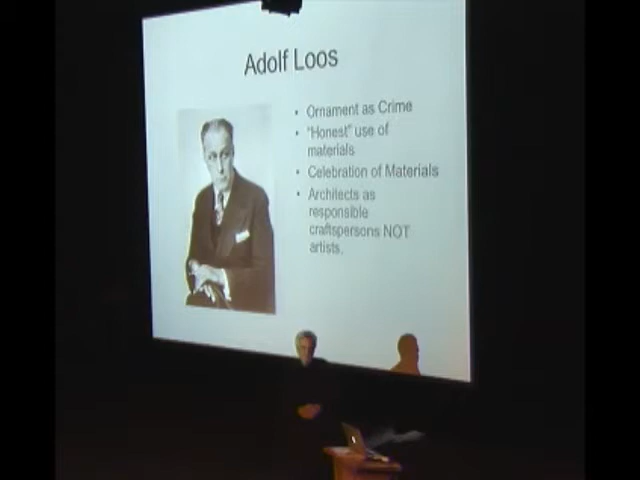 Adolf Loos
• Ornament as Crime
• "Honest" use of
materials
• Celebration of Materials
• Architects as
responsible
craftspersons NOT
artists.